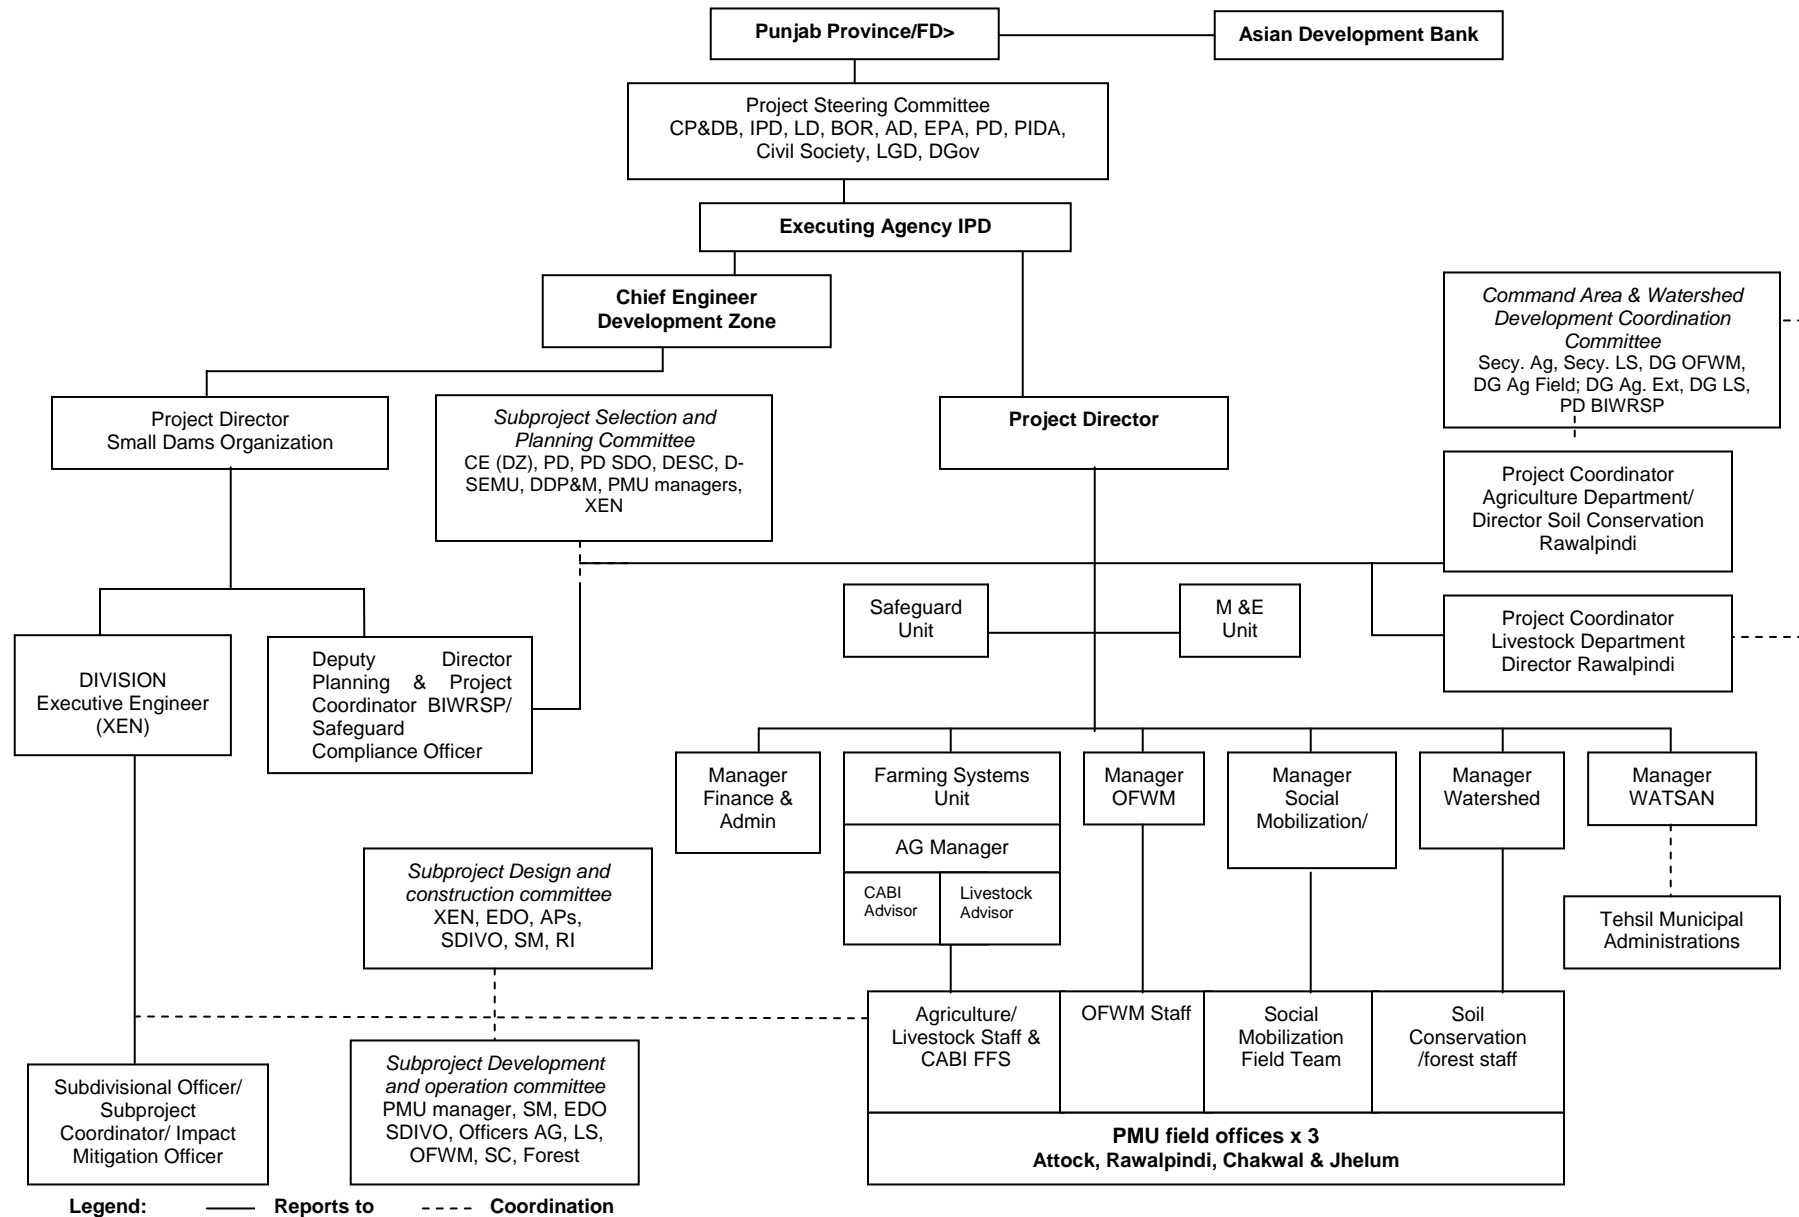 Punjab Province/FD>
Asian Development Bank
Project Steering Committee
CP&DB, IPD, LD, BOR, AD, EPA, PD, PIDA,
Civil Society, LGD, DGov
Executing Agency IPD
Chief Engineer
Development Zone
Command Area & Watershed
Development Coordination
Committee
Secy. Ag, Secy. LS, DG OFWM,
DG Ag Field; DG Ag. Ext, DG LS,
PD BIWRSP
Project Director
Small Dams Organization
Subproject Selection and
Planning Committee
CE (DZ), PD, PD SDO, DESC, D-
SEMU, DDP&M, PMU managers,
XEN
Project Director
Project Coordinator
Agriculture Department/
Director Soil Conservation
Rawalpindi
Safeguard
Unit
M &E
Unit
Project Coordinator
Livestock Department
Director Rawalpindi
DIVISION
Executive Engineer
(XEN)
Deputy Director
Planning & Project
Coordinator BIWRSP/
Safeguard
Compliance Officer
Manager
Finance &
Admin
Farming Systems
Unit
AG Manager
CABI
Advisor
Livestock
Advisor
Manager
OFWM
Manager
Social
Mobilization/
Manager
Watershed
Manager
WATSAN
Subproject Design and
construction committee
XEN, EDO, APs,
SDIVO, SM, RI
Tehsil Municipal
Administrations
Agriculture/
Livestock Staff &
CABI FFS
OFWM Staff
Social
Mobilization
Field Team
Soil
Conservation
/forest staff
Subproject Development
and operation committee
PMU manager, SM, EDO
SDIVO, Officers AG, LS,
OFWM, SC, Forest
Subdivisional Officer/
Subproject
Coordinator/ Impact
Mitigation Officer
PMU field offices x 3
Attock, Rawalpindi, Chakwal & Jhelum
Legend: Reports to Coordination